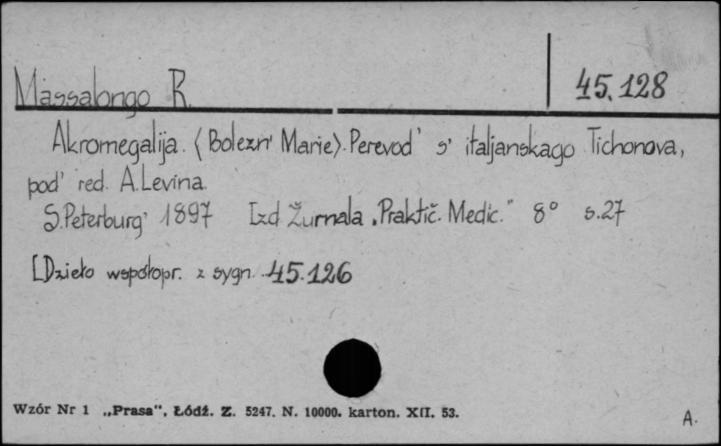 Massalongo R.
45.128
Akromegalija. (Bolezn' Marie). Perevod' s' italjanskago Tichonova,
pod' red. A. Levina.
S. Peterburg' 1897 Izd Žurnala „Praktič. Medic." 8° s. 27
[Dzieło współopr. z sygn. 45.126
Wzór Nr 1 „Prasa", Łódź. Z. 5247. N. 10000. karton. XII. 53.
A.